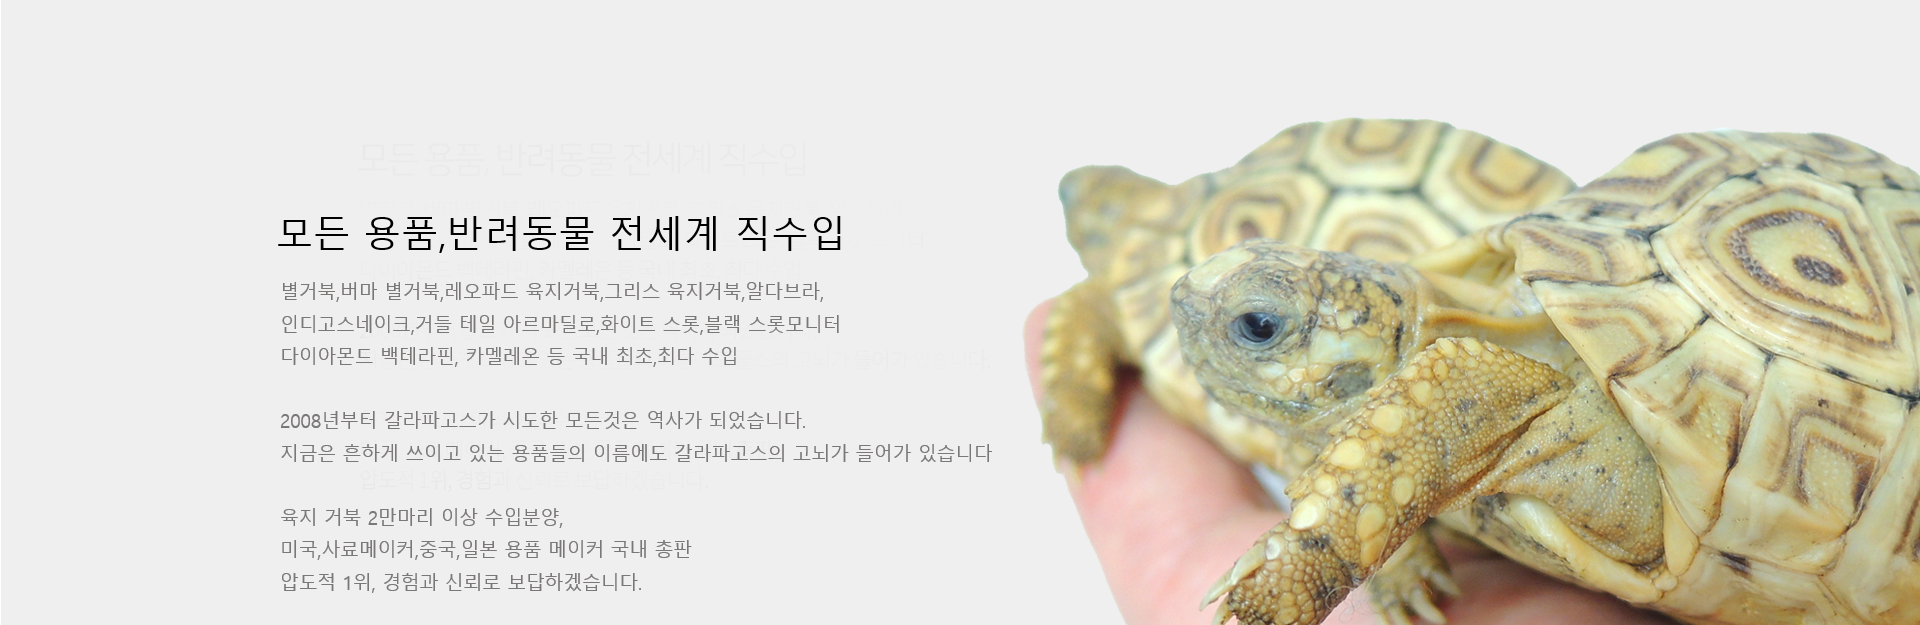 모든 용품,반려동물 전세계 직수입
별거북,버마 별거북,레오파드 육지거북,그리스 육지거북,알다브라,
인디고스네이크,거들 테일 아르마딜로,화이트 스롯,블랙 스롯모니터
다이아몬드 백테라핀, 카멜레온 등 국내 최초,최다 수입
2008년부터 갈라파고스가 시도한 모든것은 역사가 되었습니다.
지금은 흔하게 쓰이고 있는 용품들의 이름에도 갈라파고스의 고뇌가 들어가 있습니다
육지 거북 2만마리 이상 수입분양,
미국,사료메이커,중국,일본 용품 메이커 국내 총판
압도적 1위, 경험과 신뢰로 보답하겠습니다.